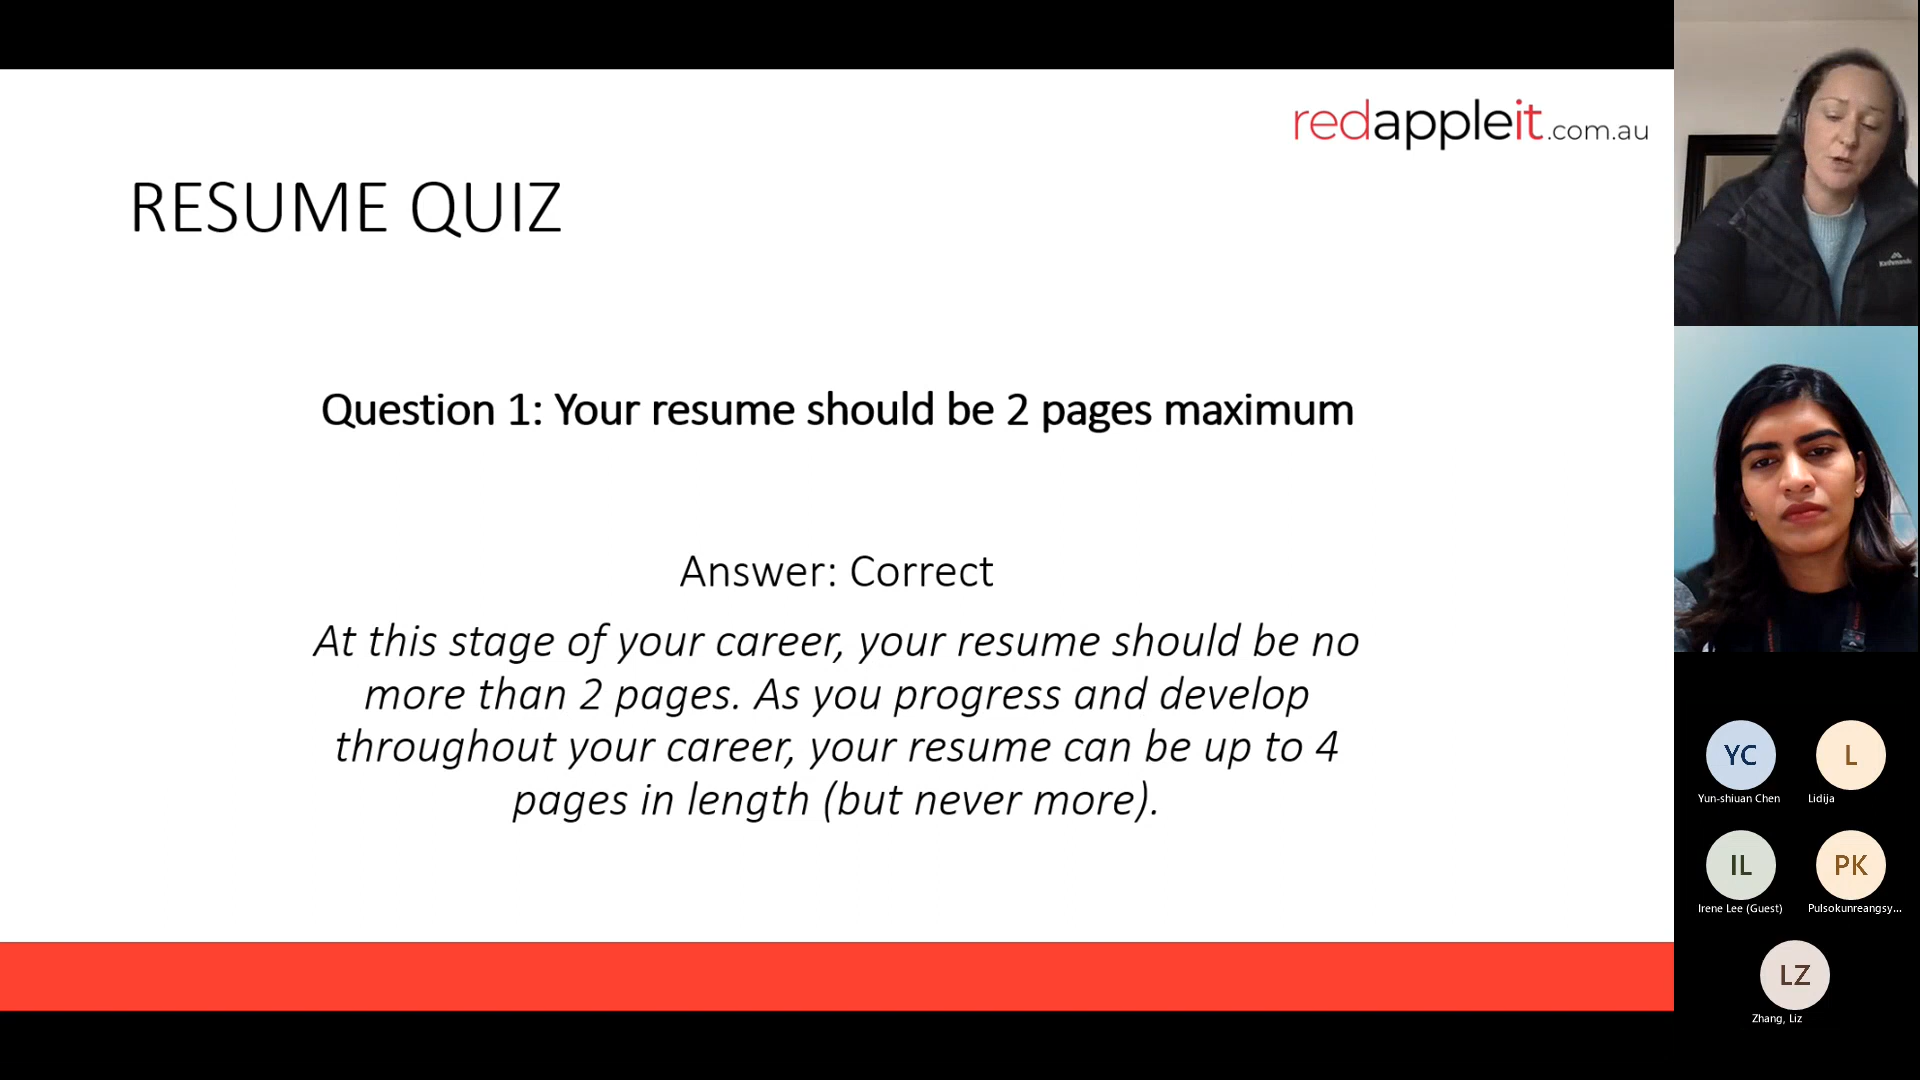 redappleit.com.au
RESUME QUIZ
Question 1: Your resume should be 2 pages maximum
Answer: Correct
At this stage of your career, your resume should be no
more than 2 pages. As you progress and develop
throughout your career, your resume can be up to 4
pages in length (but never more).
Kathmandu
YC
L
Yun-shiuan Chen
Lidija
IL
PK
Irene Lee (Guest)
Pulsokunreangsy...
LZ
Zhang, Liz